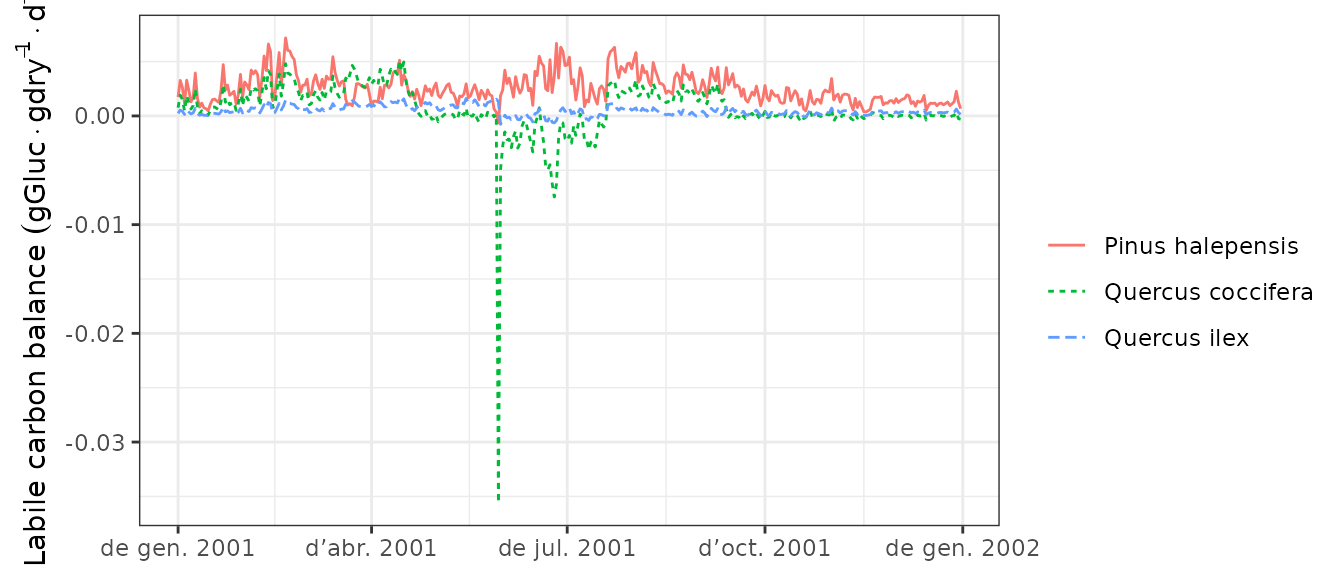 Labile carbon balance (gGluc · gdry⁻¹ · d⁻
0.00
-0.01
-0.02
-0.03
de gen. 2001
d’abr. 2001
de jul. 2001
d’oct. 2001
de gen. 2002
Pinus halepensis
Quercus coccifera
Quercus ilex